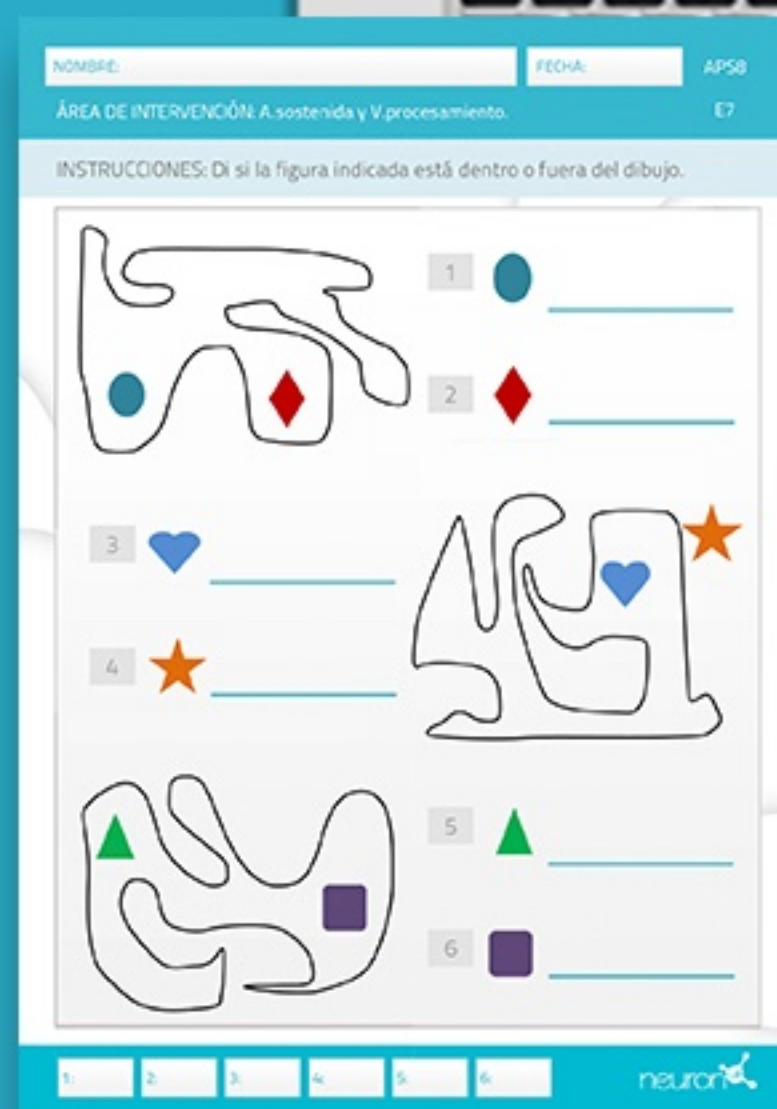 NOMBRE:
FECHA:
AP58
ÁREA DE INTERVENCIÓN: A.sostenida y V.procesamiento.
E7
INSTRUCCIONES: Di si la figura indicada está dentro o fuera del dibujo.
1
2
3
4
5
6
1:
2:
3:
4:
5:
6:
neuron